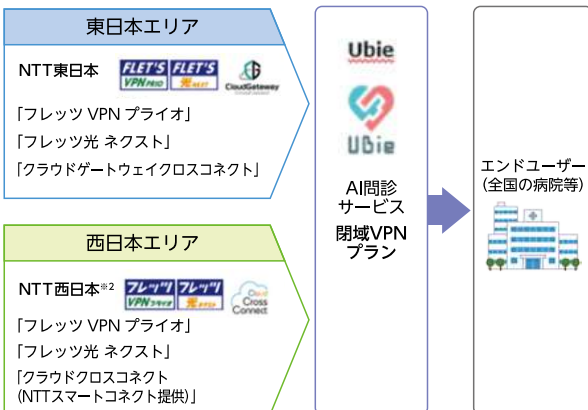 東日本エリア
NTT東日本
FLET'S VPN PRIO
FLET'S 光 NEXT
CloudGateway
「フレッツ VPN プライオ」
「フレッツ光 ネクスト」
「クラウドゲートウェイクロスコネクト」
西日本エリア
NTT西日本※2
フレッツ VPN プライオ
フレッツ 光 ネクスト
Cloud Cross Connect
「フレッツ VPN プライオ」
「フレッツ光 ネクスト」
「クラウドクロスコネクト
(NTTスマートコネクト提供)」
Ubie
UBie
AI問診
サービス
閉域VPN
プラン
エンドユーザー
(全国の病院等)